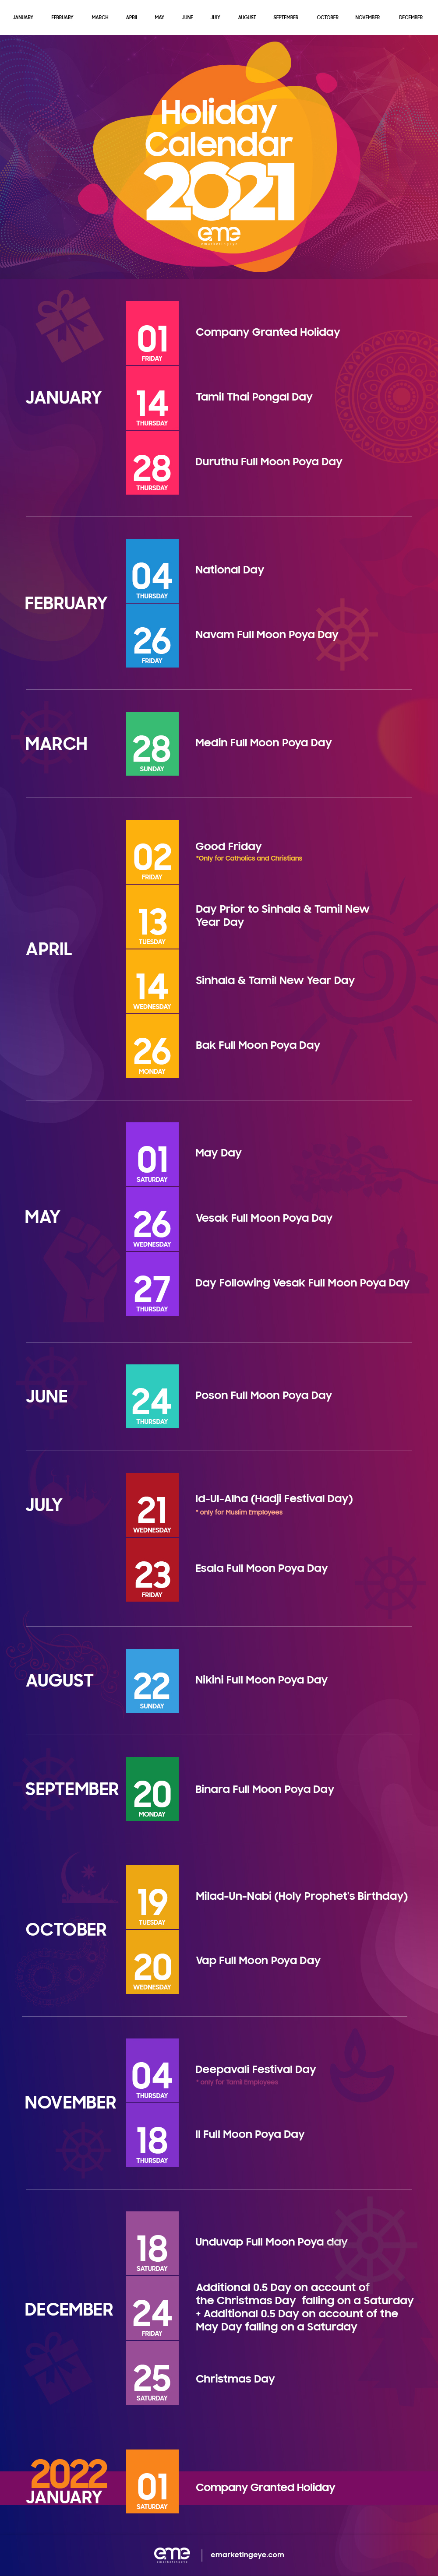 JANUARY FEBRUARY MARCH APRIL MAY JUNE JULY AUGUST SEPTEMBER OCTOBER NOVEMBER DECEMBER
Holiday
Calendar
2021
eme
emarketingeye
JANUARY
01
FRIDAY
Company Granted Holiday
14
THURSDAY
Tamil Thai Pongal Day
28
THURSDAY
Duruthu Full Moon Poya Day
FEBRUARY
04
THURSDAY
National Day
26
FRIDAY
Navam Full Moon Poya Day
MARCH
28
SUNDAY
Medin Full Moon Poya Day
APRIL
02
FRIDAY
Good Friday
*Only for Catholics and Christians
13
TUESDAY
Day Prior to Sinhala & Tamil New
Year Day
14
WEDNESDAY
Sinhala & Tamil New Year Day
26
MONDAY
Bak Full Moon Poya Day
MAY
01
SATURDAY
May Day
26
WEDNESDAY
Vesak Full Moon Poya Day
27
THURSDAY
Day Following Vesak Full Moon Poya Day
JUNE
24
THURSDAY
Poson Full Moon Poya Day
JULY
21
WEDNESDAY
Id-Ul-Alha (Hadji Festival Day)
* only for Muslim Employees
23
FRIDAY
Esala Full Moon Poya Day
AUGUST
22
SUNDAY
Nikini Full Moon Poya Day
SEPTEMBER
20
MONDAY
Binara Full Moon Poya Day
OCTOBER
19
TUESDAY
Milad-Un-Nabi (Holy Prophet's Birthday)
20
WEDNESDAY
Vap Full Moon Poya Day
NOVEMBER
04
THURSDAY
Deepavali Festival Day
* only for Tamil Employees
18
THURSDAY
Il Full Moon Poya Day
DECEMBER
18
SATURDAY
Unduvap Full Moon Poya day
24
FRIDAY
Additional 0.5 Day on account of
the Christmas Day falling on a Saturday
+ Additional 0.5 Day on account of the
May Day falling on a Saturday
25
SATURDAY
Christmas Day
2022
JANUARY
01
SATURDAY
Company Granted Holiday
eme
emarketingeye
emarketingeye.com